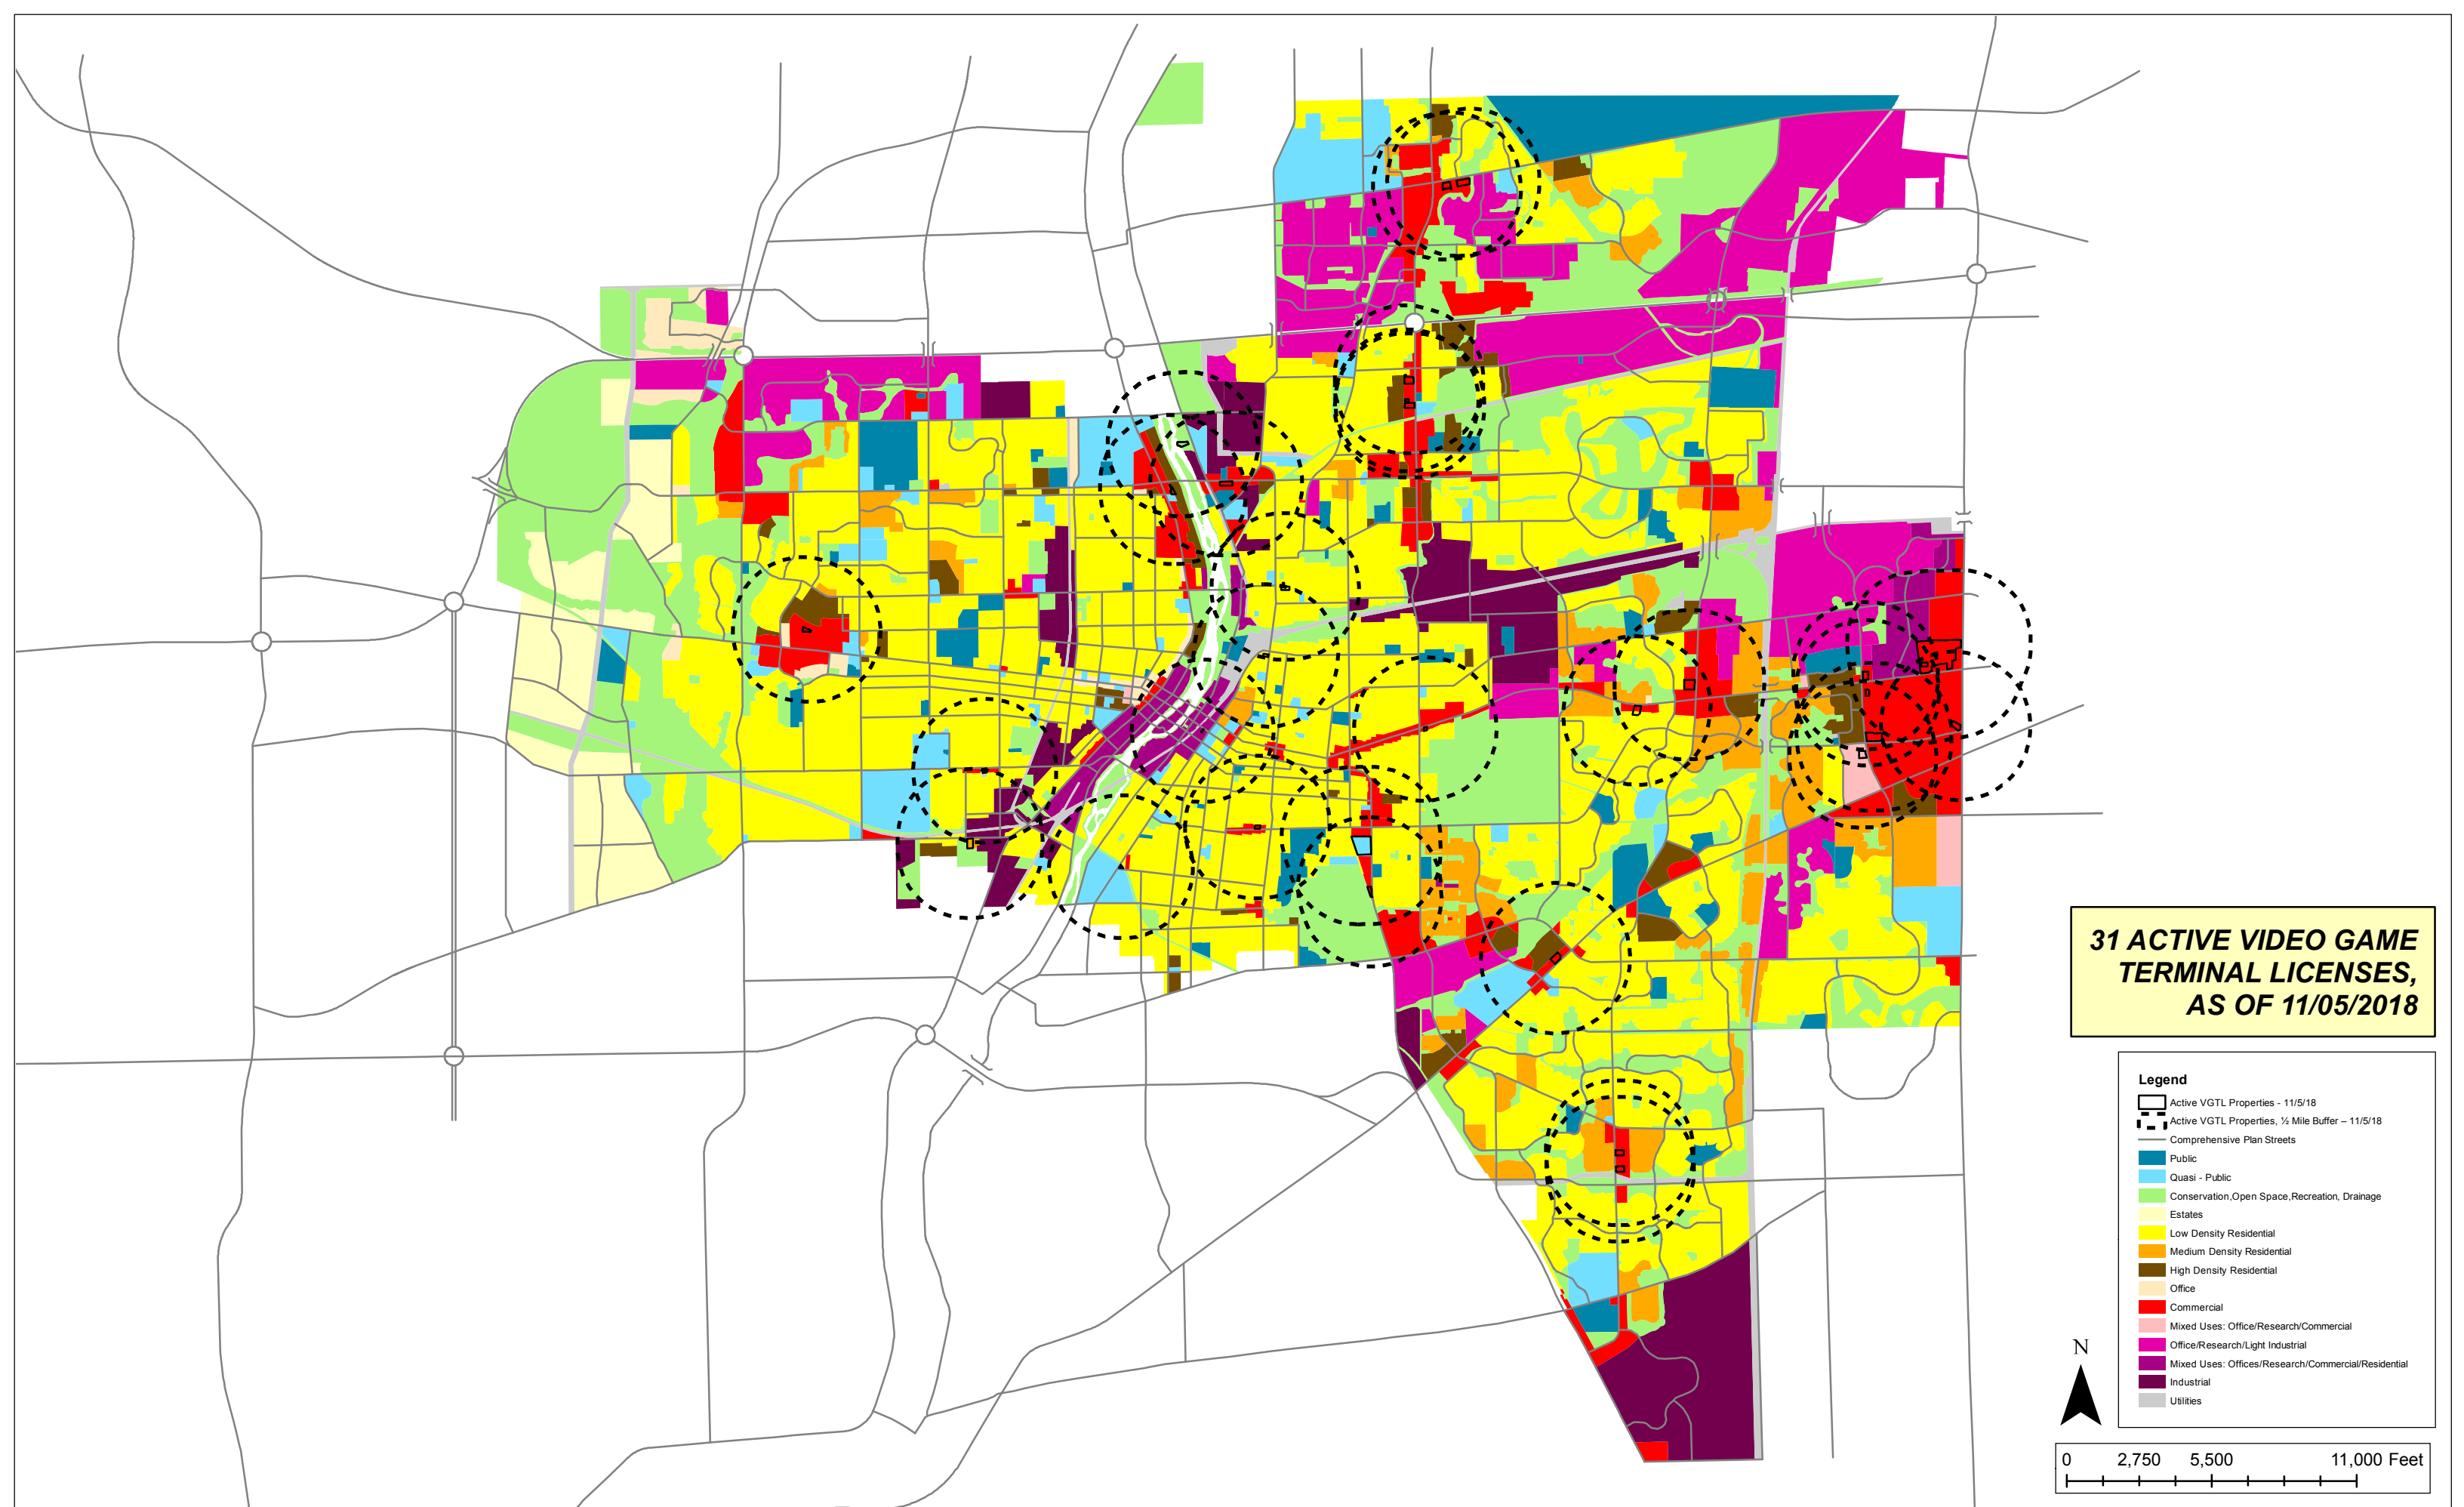 31 ACTIVE VIDEO GAME
TERMINAL LICENSES,
AS OF 11/05/2018
Legend
Active VGTL Properties - 11/5/18
Active VGTL Properties, ½ Mile Buffer – 11/5/18
Comprehensive Plan Streets
Public
Quasi - Public
Conservation,Open Space,Recreation, Drainage
Estates
Low Density Residential
Medium Density Residential
High Density Residential
Office
Commercial
Mixed Uses: Office/Research/Commercial
Office/Research/Light Industrial
Mixed Uses: Offices/Research/Commercial/Residential
Industrial
Utilities
N
0 2,750 5,500 11,000 Feet